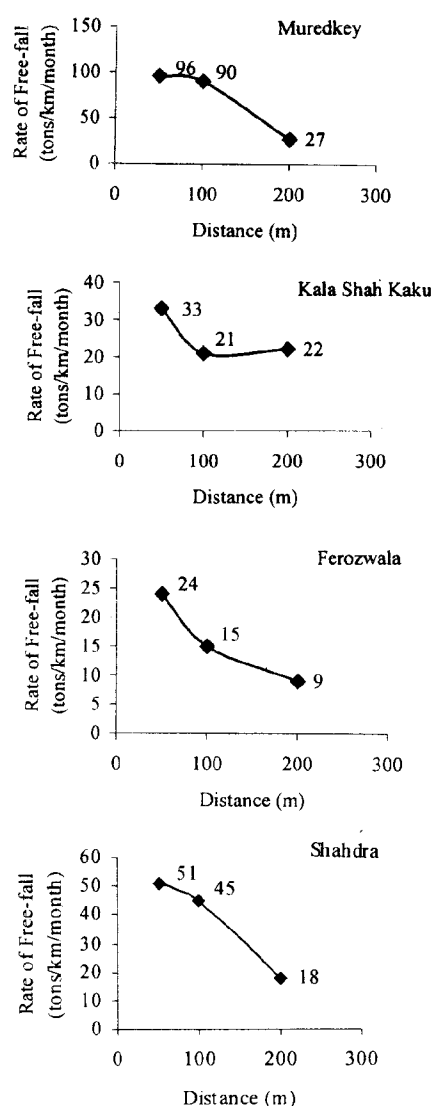 Muredkey
Rate of Free-fall
(tons/km/month)
150
100
50
0
96
90
27
0 100 200 300
Distance (m)
Kala Shah Kaku
Rate of Free-fall
(tons/km/month)
40
30
20
10
0
33
21
22
0 100 200 300
Distance (m)
Ferozwala
Rate of Free-fall
(tons/km/month)
30
25
20
15
10
5
0
24
15
9
0 100 200 300
Distance (m)
Shahdra
Rate of Free-fall
(tons/km/month)
60
50
40
30
20
10
0
51
45
18
0 100 200 300
Distance (m)